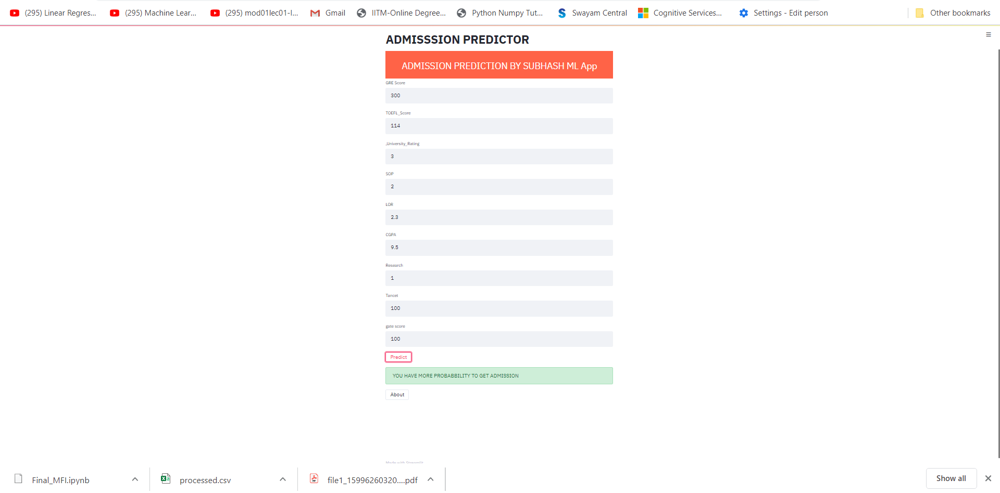 (295) Linear Regres... (295) Machine Lear... (295) mod01lec01-I... Gmail IITM-Online Degree... Python Numpy Tut... Swayam Central Cognitive Services... Settings - Edit person Other bookmarks
ADMISSSION PREDICTOR
ADMISSION PREDICTION BY SUBHASH ML App
GRE Score
300
TOEFL_Score
114
,University_Rating
3
SOP
2
LOR
2.3
CGPA
9.5
Research
1
Tancet
100
gate score
100
Predict
YOU HAVE MORE PROBABBILITY TO GET ADMISSION
About
Made with Streamlit
Final_MFI.ipynb processed.csv file1_15996260320....pdf Show all